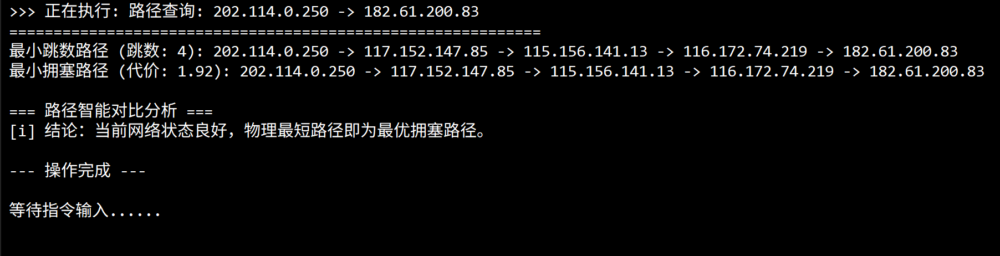 >>> 正在执行: 路径查询: 202.114.0.250 -> 182.61.200.83
============================================================
最小跳数路径 (跳数: 4): 202.114.0.250 -> 117.152.147.85 -> 115.156.141.13 -> 116.172.74.219 -> 182.61.200.83
最小拥塞路径 (代价: 1.92): 202.114.0.250 -> 117.152.147.85 -> 115.156.141.13 -> 116.172.74.219 -> 182.61.200.83
=== 路径智能对比分析 ===
[i] 结论：当前网络状态良好，物理最短路径即为最优拥塞路径。
--- 操作完成 ---
等待指令输入......